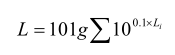 L = 101g∑10^{0.1×L_i}